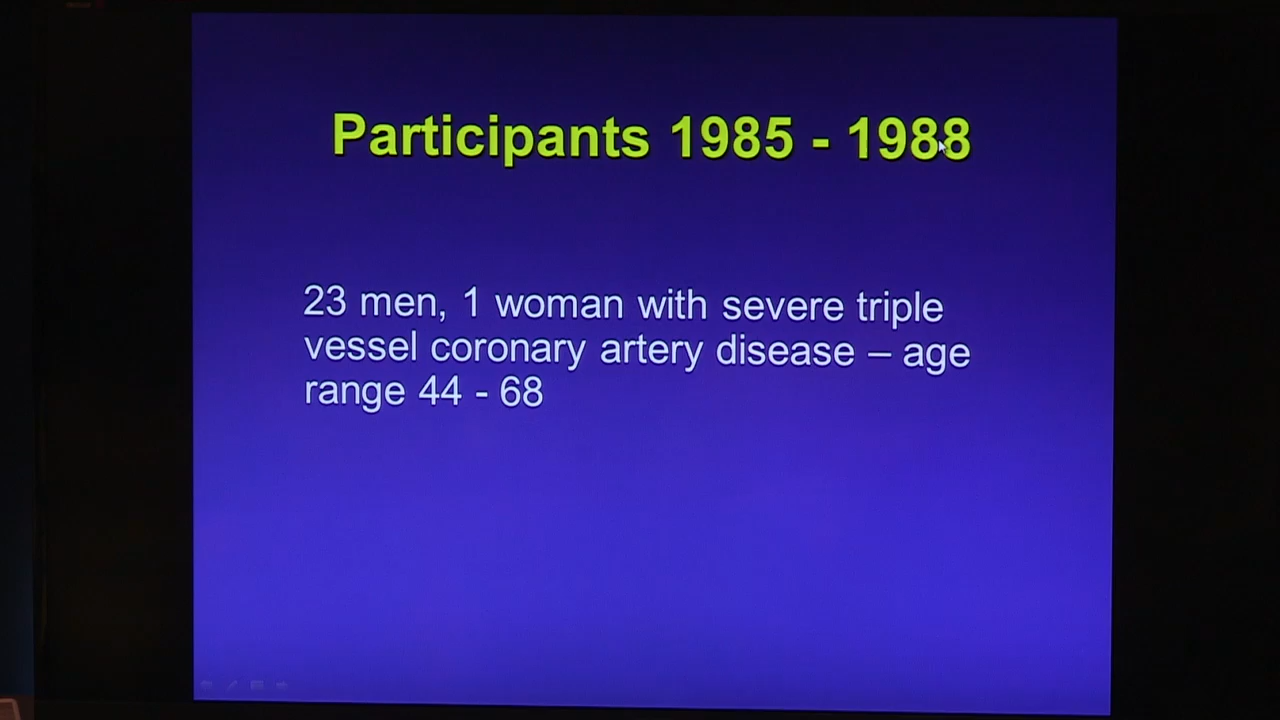 Participants 1985 - 1988
23 men, 1 woman with severe triple
vessel coronary artery disease – age
range 44 - 68